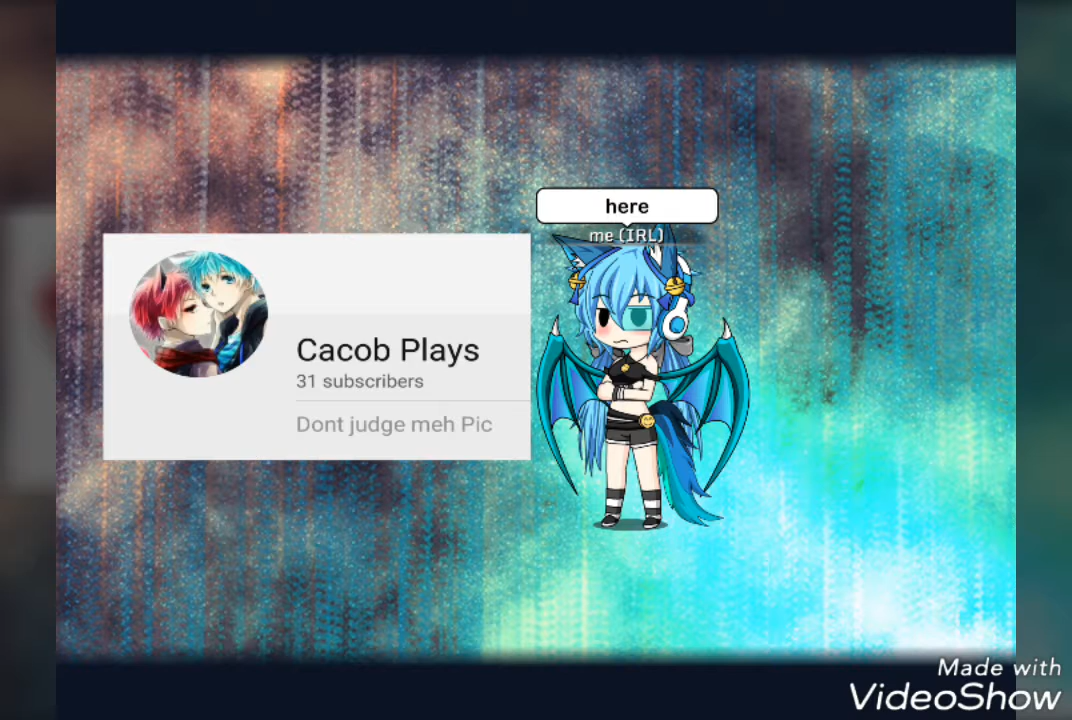 here
me (IRL)
Cacob Plays
31 subscribers
Dont judge meh Pic
Made with
VideoShow